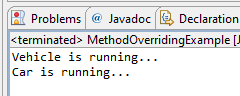 Problems @ Javadoc Declaration
<terminated> MethodOverridingExample [J
Vehicle is running...
Car is running...